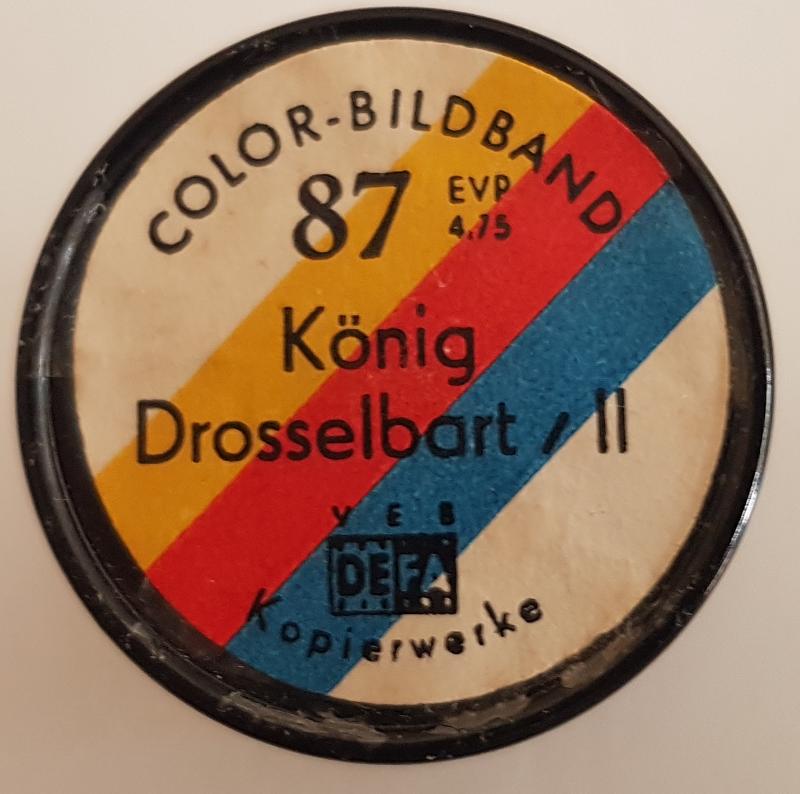 COLOR-BILDBAND
87
EVP
4.75
König
Drosselbart / II
VEB
DEFA
Kopierwerke